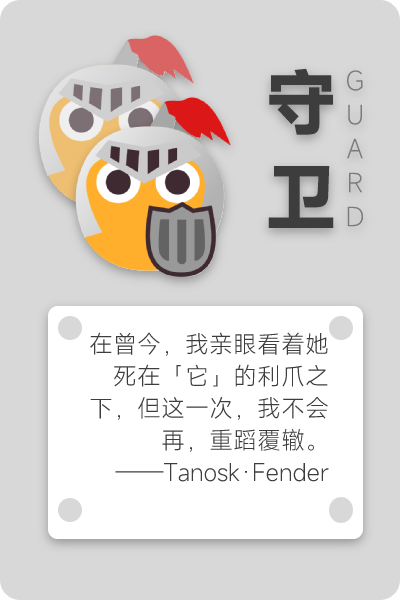 守卫
GUARD
在曾今，我亲眼看着她
死在「它」的利爪之
下，但这一次，我不会
再，重蹈覆辙。
——Tanosk·Fender